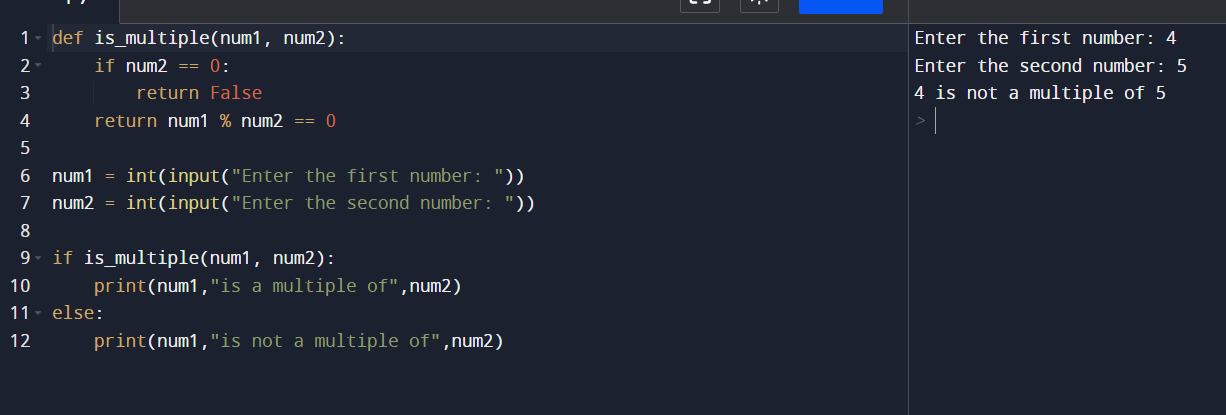 1 def is_multiple(num1, num2):
2     if num2 == 0:
3         return False
4     return num1 % num2 == 0
5
6 num1 = int(input("Enter the first number: "))
7 num2 = int(input("Enter the second number: "))
8
9 if is_multiple(num1, num2):
10     print(num1,"is a multiple of",num2)
11 else:
12     print(num1,"is not a multiple of",num2)
Enter the first number: 4
Enter the second number: 5
4 is not a multiple of 5
>